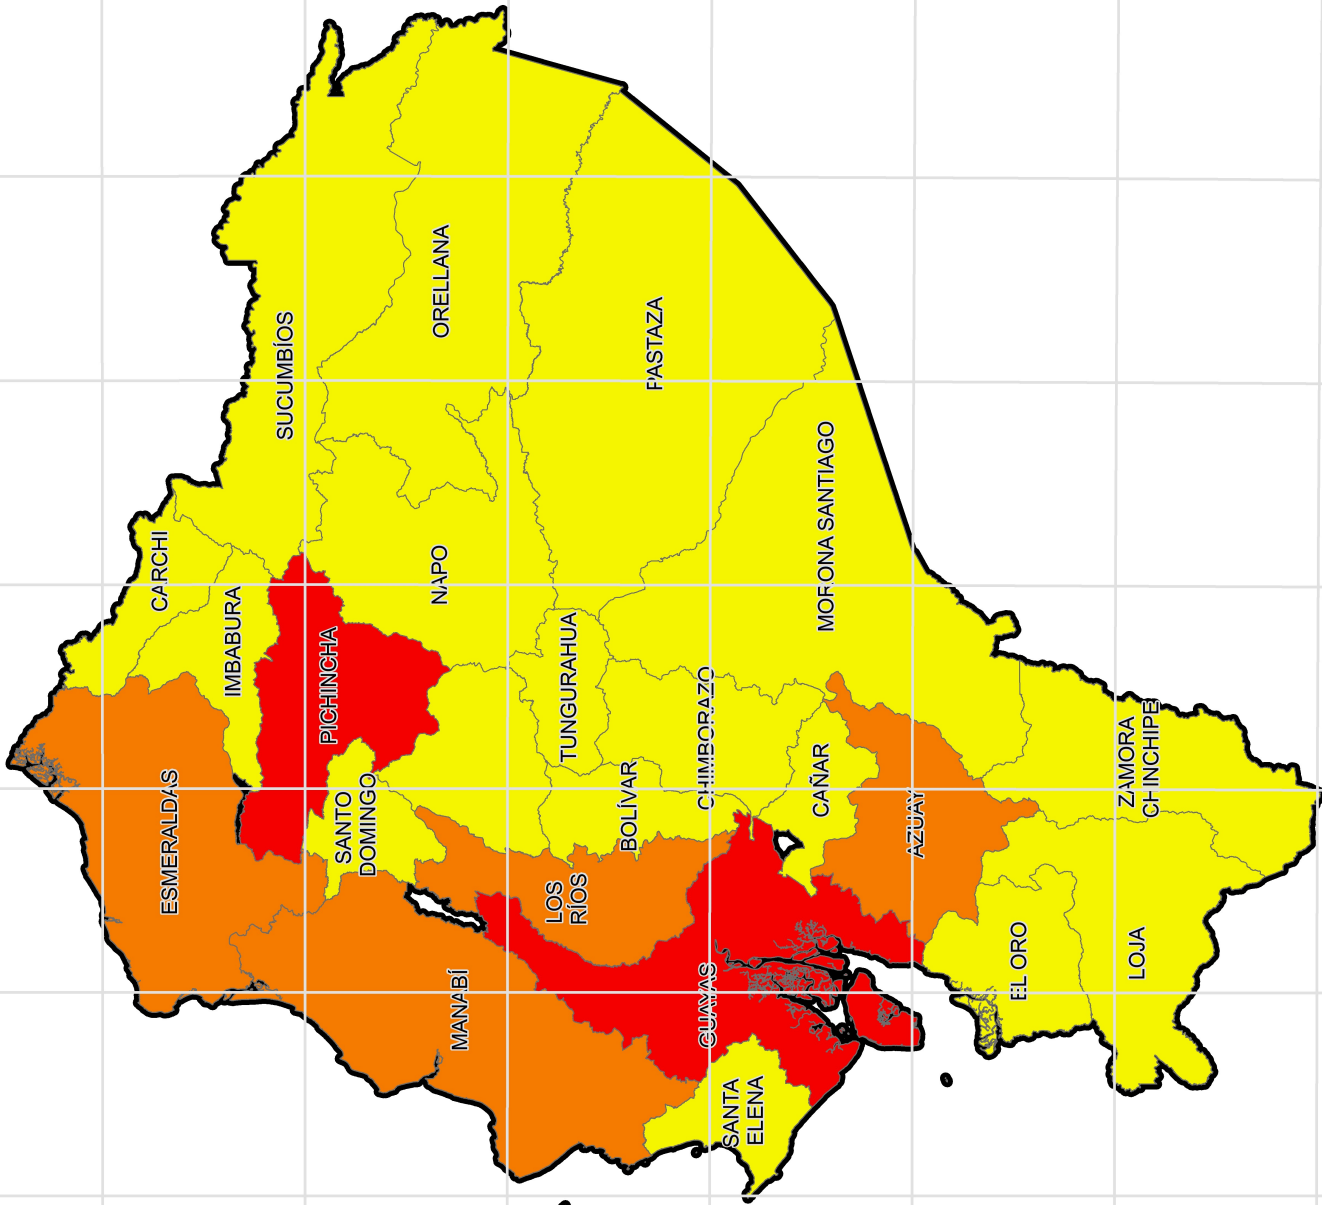 ESMERALDAS
CARCHI
IMBABURA
SUCUMBÍOS
PICHINCHA
SANTO
DOMINGO
ORELLANA
NAPO
MANABÍ
LOS
RÍOS
TUNGURAHUA
BOLÍVAR
PASTAZA
CHIMBORAZO
GUAYAS
SANTA
ELENA
MORONA SANTIAGO
CAÑAR
AZUAY
EL ORO
ZAMORA
CHINCHIPE
LOJA